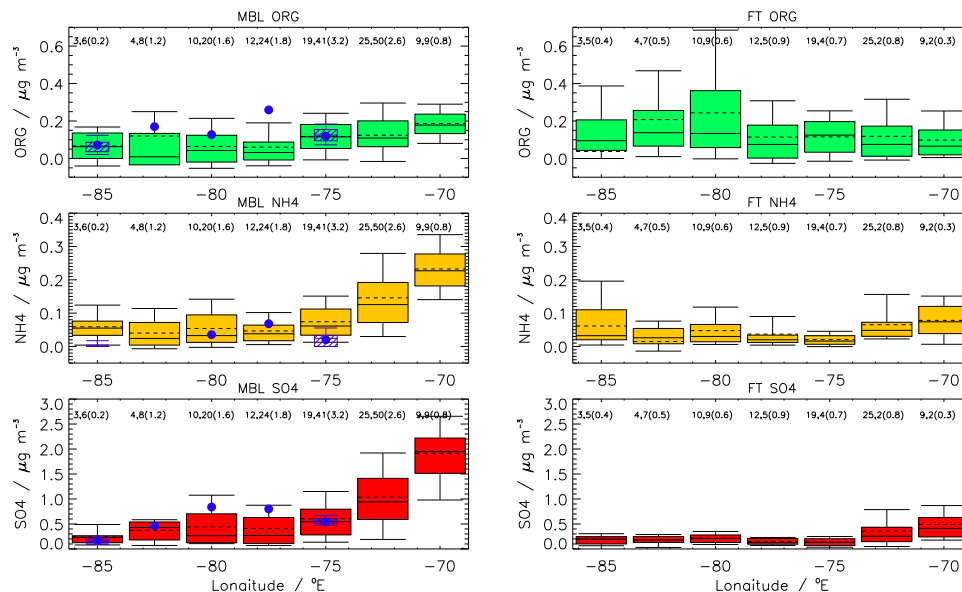 MBL ORG
ORG / μg m⁻³
3,6(0.2) 4,8(1.2) 10,20(1.6) 12,24(1.8) 19,41(3.2) 25,50(2.6) 9,9(0.8)
0.6
0.4
0.2
0.0
−85 −80 −75 −70
FT ORG
ORG / μg m⁻³
3,5(0.4) 4,7(0.5) 10,9(0.6) 12,5(0.9) 19,4(0.7) 25,2(0.8) 9,2(0.3)
0.6
0.4
0.2
0.0
−85 −80 −75 −70
MBL NH4
NH4 / μg m⁻³
0.4
3,6(0.2) 4,8(1.2) 10,20(1.6) 12,24(1.8) 19,41(3.2) 25,50(2.6) 9,9(0.8)
0.3
0.2
0.1
0.0
−85 −80 −75 −70
FT NH4
NH4 / μg m⁻³
0.4
3,5(0.4) 4,7(0.5) 10,9(0.6) 12,5(0.9) 19,4(0.7) 25,2(0.8) 9,2(0.3)
0.3
0.2
0.1
0.0
−85 −80 −75 −70
MBL SO4
SO4 / μg m⁻³
3.0
3,6(0.2) 4,8(1.2) 10,20(1.6) 12,24(1.8) 19,41(3.2) 25,50(2.6) 9,9(0.8)
2.5
2.0
1.5
1.0
0.5
0.0
−85 −80 −75 −70
Longitude / °E
FT SO4
SO4 / μg m⁻³
3.0
3,5(0.4) 4,7(0.5) 10,9(0.6) 12,5(0.9) 19,4(0.7) 25,2(0.8) 9,2(0.3)
2.5
2.0
1.5
1.0
0.5
0.0
−85 −80 −75 −70
Longitude / °E